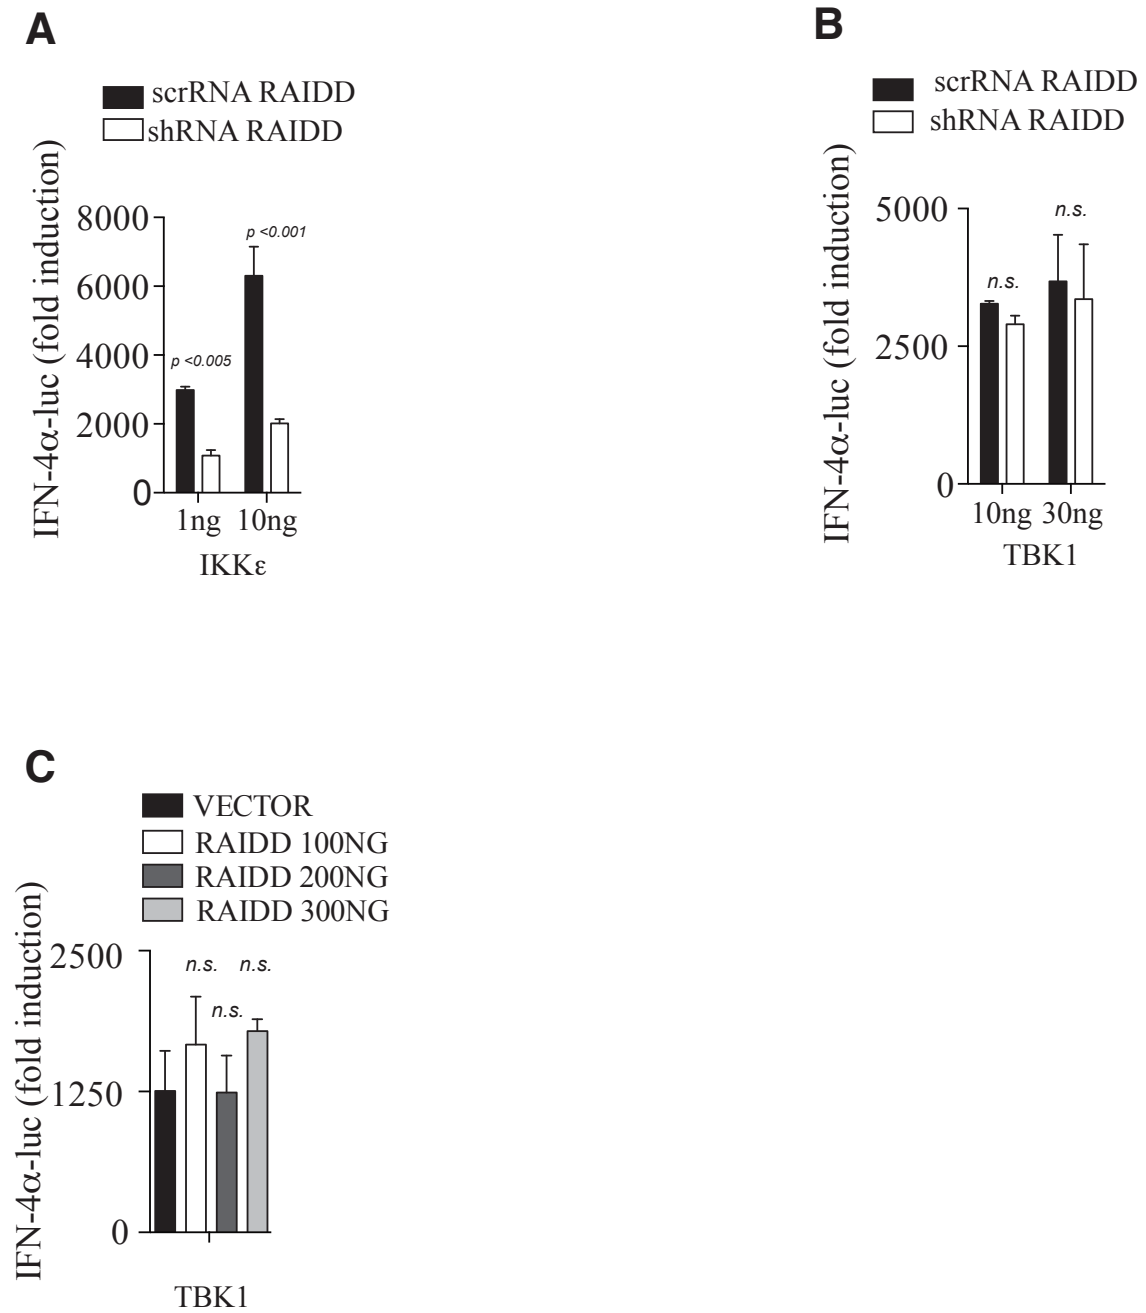 A
scrRNA RAIDD
shRNA RAIDD
IFN-4α-luc (fold induction)
8000
6000
4000
2000
0
p <0.005
p <0.001
1ng 10ng
IKKε
B
scrRNA RAIDD
shRNA RAIDD
IFN-4α-luc (fold induction)
5000
2500
0
n.s.
n.s.
10ng 30ng
TBK1
C
VECTOR
RAIDD 100NG
RAIDD 200NG
RAIDD 300NG
IFN-4α-luc (fold induction)
2500
1250
0
n.s.
n.s.
n.s.
TBK1